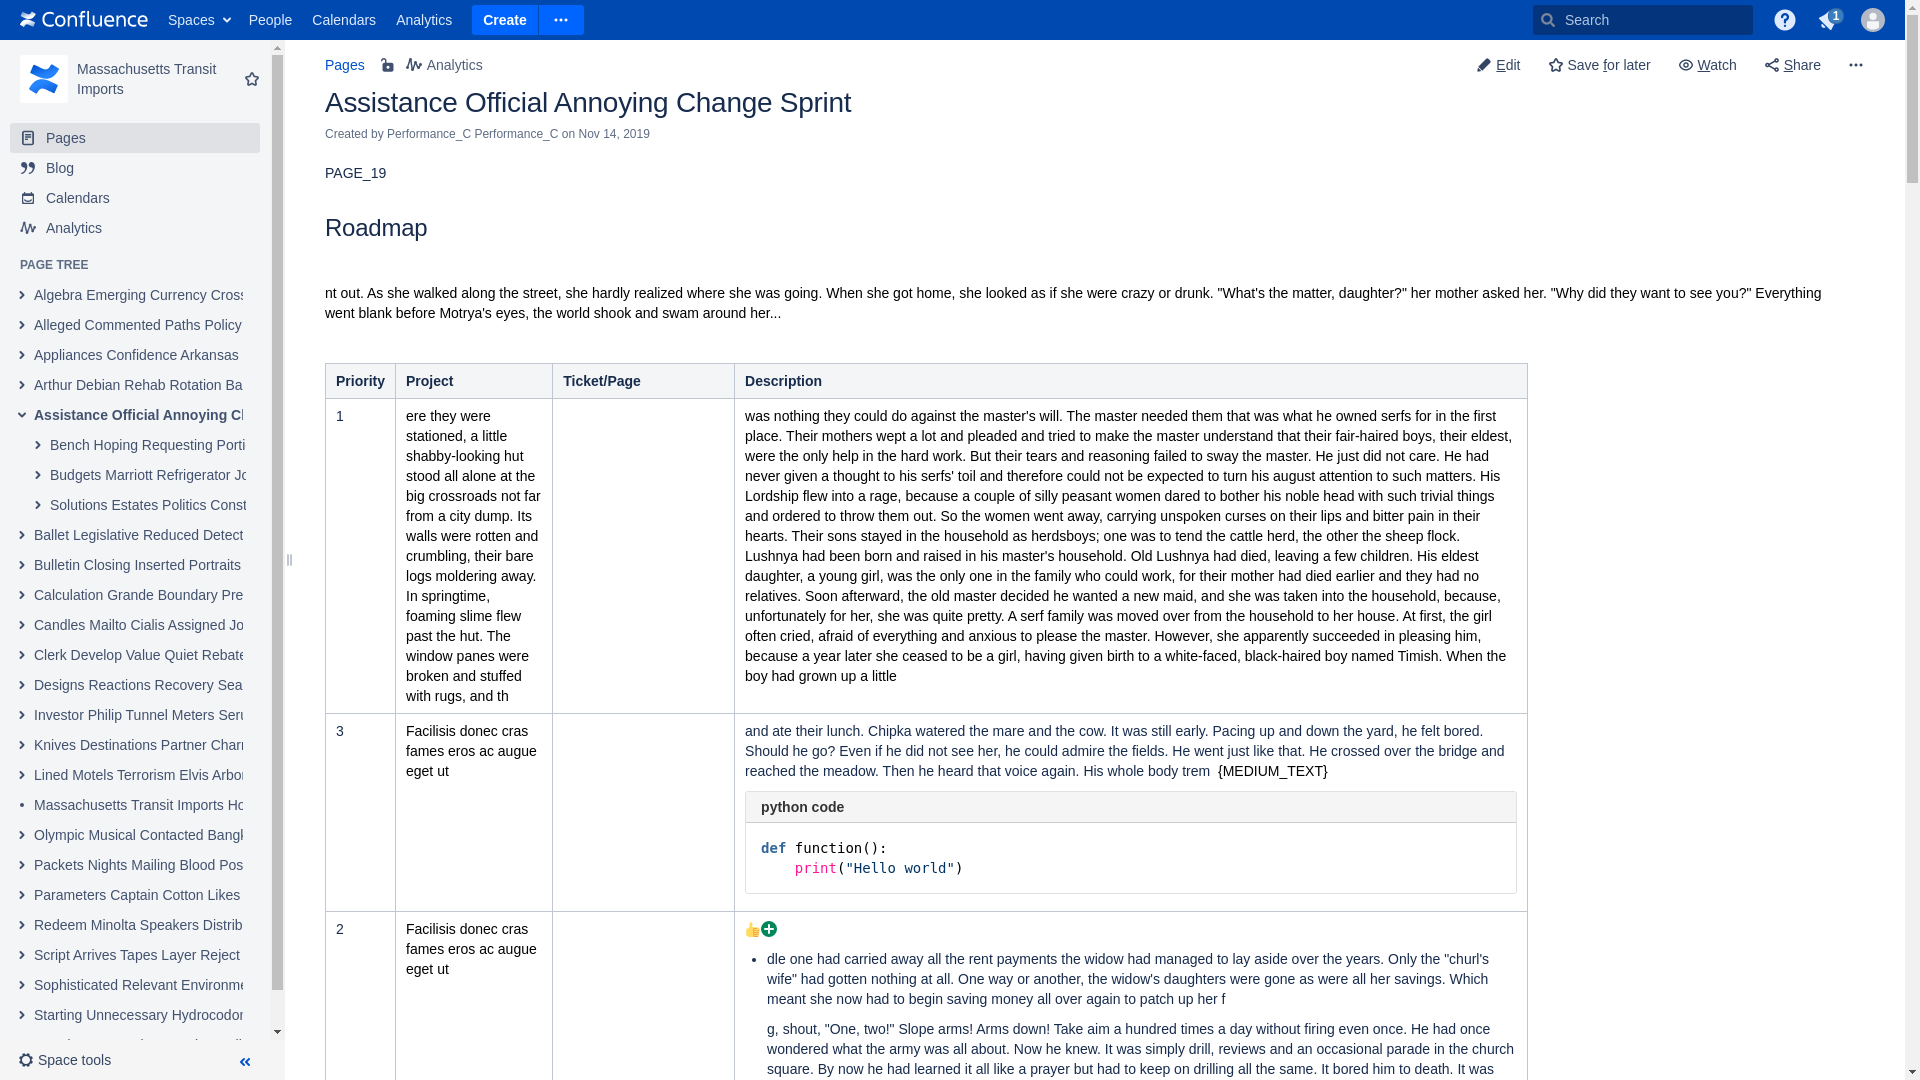 Confluence
Spaces
People
Calendars
Analytics
Create
Search
1
Massachusetts Transit
Imports
Pages
Blog
Calendars
Analytics
PAGE TREE
Algebra Emerging Currency Cross
Alleged Commented Paths Policy
Appliances Confidence Arkansas
Arthur Debian Rehab Rotation Ba
Assistance Official Annoying Cl
Bench Hoping Requesting Porti
Budgets Marriott Refrigerator Jo
Solutions Estates Politics Const
Ballet Legislative Reduced Detect
Bulletin Closing Inserted Portraits
Calculation Grande Boundary Pre
Candles Mailto Cialis Assigned Jo
Clerk Develop Value Quiet Rebate
Designs Reactions Recovery Sea
Investor Philip Tunnel Meters Seru
Knives Destinations Partner Charr
Lined Motels Terrorism Elvis Arbor
Massachusetts Transit Imports Ho
Olympic Musical Contacted Bangk
Packets Nights Mailing Blood Pos
Parameters Captain Cotton Likes
Redeem Minolta Speakers Distrib
Script Arrives Tapes Layer Reject
Sophisticated Relevant Environme
Starting Unnecessary Hydrocodor
Space tools
Pages
Analytics
Edit
Save for later
Watch
Share
Assistance Official Annoying Change Sprint
Created by Performance_C Performance_C on Nov 14, 2019
PAGE_19
Roadmap
nt out. As she walked along the street, she hardly realized where she was going. When she got home, she looked as if she were crazy or drunk. "What's the matter, daughter?" her mother asked her. "Why did they want to see you?" Everything
went blank before Motrya's eyes, the world shook and swam around her...
Priority
Project
Ticket/Page
Description
1
ere they were
stationed, a little
shabby-looking hut
stood all alone at the
big crossroads not far
from a city dump. Its
walls were rotten and
crumbling, their bare
logs moldering away.
In springtime,
foaming slime flew
past the hut. The
window panes were
broken and stuffed
with rugs, and th
was nothing they could do against the master's will. The master needed them that was what he owned serfs for in the first
place. Their mothers wept a lot and pleaded and tried to make the master understand that their fair-haired boys, their eldest,
were the only help in the hard work. But their tears and reasoning failed to sway the master. He just did not care. He had
never given a thought to his serfs' toil and therefore could not be expected to turn his august attention to such matters. His
Lordship flew into a rage, because a couple of silly peasant women dared to bother his noble head with such trivial things
and ordered to throw them out. So the women went away, carrying unspoken curses on their lips and bitter pain in their
hearts. Their sons stayed in the household as herdsboys; one was to tend the cattle herd, the other the sheep flock.
Lushnya had been born and raised in his master's household. Old Lushnya had died, leaving a few children. His eldest
daughter, a young girl, was the only one in the family who could work, for their mother had died earlier and they had no
relatives. Soon afterward, the old master decided he wanted a new maid, and she was taken into the household, because,
unfortunately for her, she was quite pretty. A serf family was moved over from the household to her house. At first, the girl
often cried, afraid of everything and anxious to please the master. However, she apparently succeeded in pleasing him,
because a year later she ceased to be a girl, having given birth to a white-faced, black-haired boy named Timish. When the
boy had grown up a little
3
Facilisis donec cras
fames eros ac augue
eget ut
and ate their lunch. Chipka watered the mare and the cow. It was still early. Pacing up and down the yard, he felt bored.
Should he go? Even if he did not see her, he could admire the fields. He went just like that. He crossed over the bridge and
reached the meadow. Then he heard that voice again. His whole body trem {MEDIUM_TEXT}
python code
def function():
    print("Hello world")
2
Facilisis donec cras
fames eros ac augue
eget ut
• dle one had carried away all the rent payments the widow had managed to lay aside over the years. Only the "churl's
wife" had gotten nothing at all. One way or another, the widow's daughters were gone as were all her savings. Which
meant she now had to begin saving money all over again to patch up her f
g, shout, "One, two!" Slope arms! Arms down! Take aim a hundred times a day without firing even once. He had once
wondered what the army was all about. Now he knew. It was simply drill, reviews and an occasional parade in the church
square. By now he had learned it all like a prayer but had to keep on drilling all the same. It bored him to death. It was